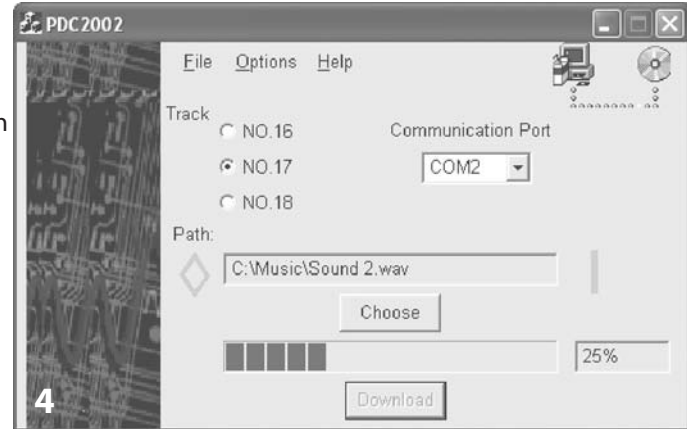 PDC2002
File Options Help
n
Track
NO.16
Communication Port
NO.17
COM2
NO.18
Path:
C:\Music\Sound 2.wav
Choose
25%
Download
4